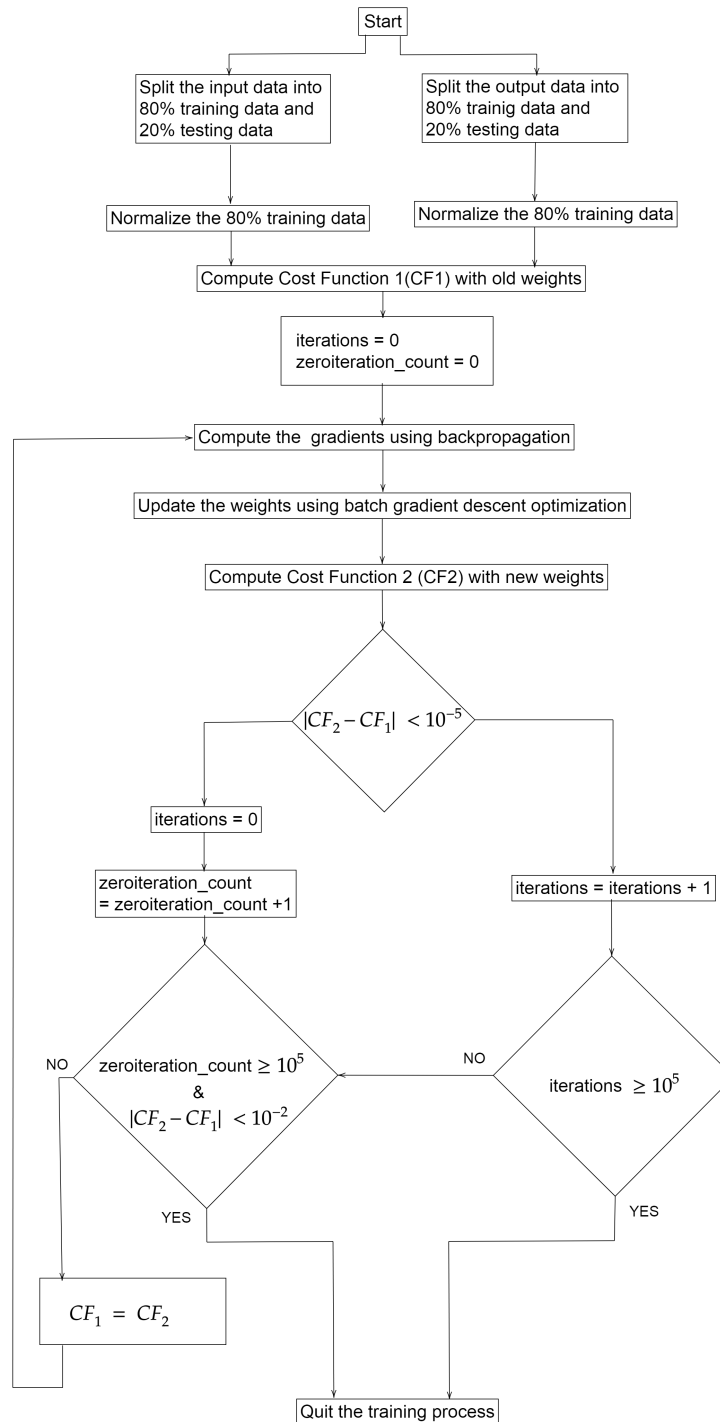 Start
Split the input data into
80% training data and
20% testing data
Split the output data into
80% trainig data and
20% testing data
Normalize the 80% training data
Normalize the 80% training data
Compute Cost Function 1(CF1) with old weights
iterations = 0
zeroiteration_count = 0
Compute the  gradients using backpropagation
Update the weights using batch gradient descent optimization
Compute Cost Function 2 (CF2) with new weights
|CF₂ − CF₁| < 10⁻⁵
iterations = 0
zeroiteration_count
= zeroiteration_count +1
iterations = iterations + 1
NO
zeroiteration_count ≥ 10⁵
&
|CF₂ − CF₁| < 10⁻²
NO
iterations ≥ 10⁵
YES
YES
CF₁ = CF₂
Quit the training process